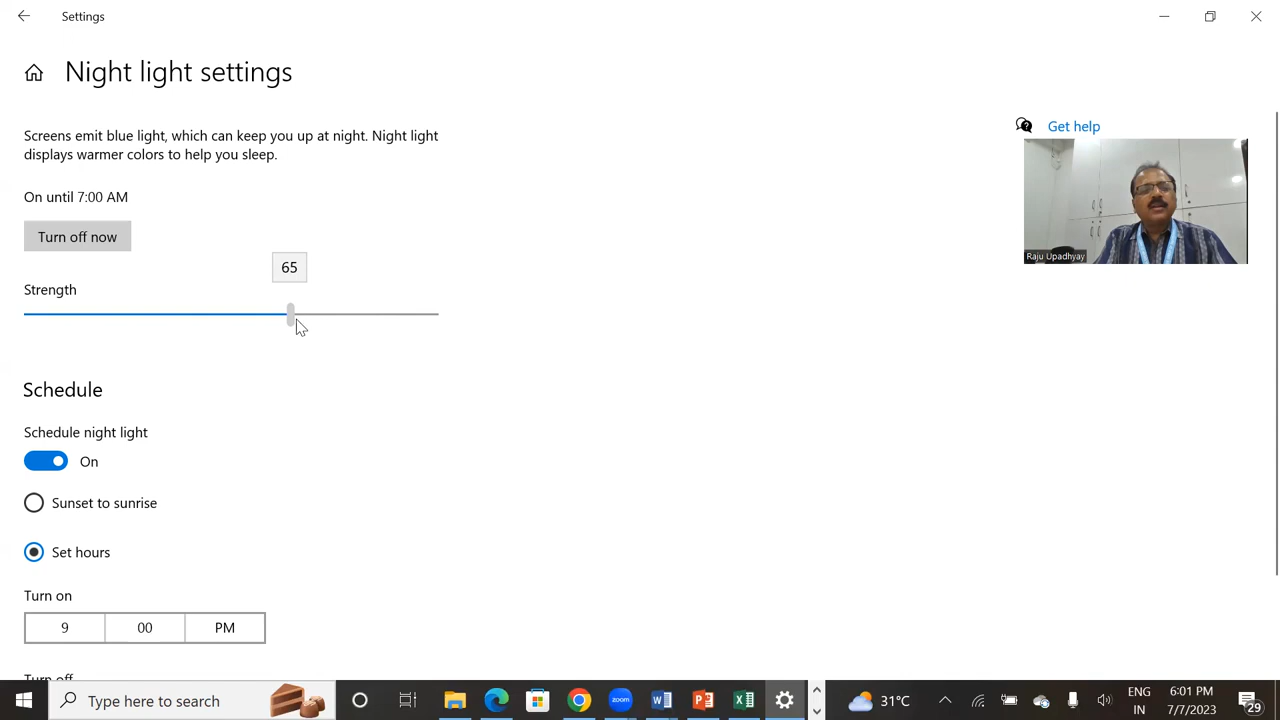 Settings
Night light settings
Screens emit blue light, which can keep you up at night. Night light
displays warmer colors to help you sleep.
Get help
On until 7:00 AM
Turn off now
Raju Upadhyay
65
Strength
Schedule
Schedule night light
On
Sunset to sunrise
Set hours
Turn on
9 00 PM
Turn off
Type here to search
zoom
31°C
ENG
IN
6:01 PM
7/7/2023
29